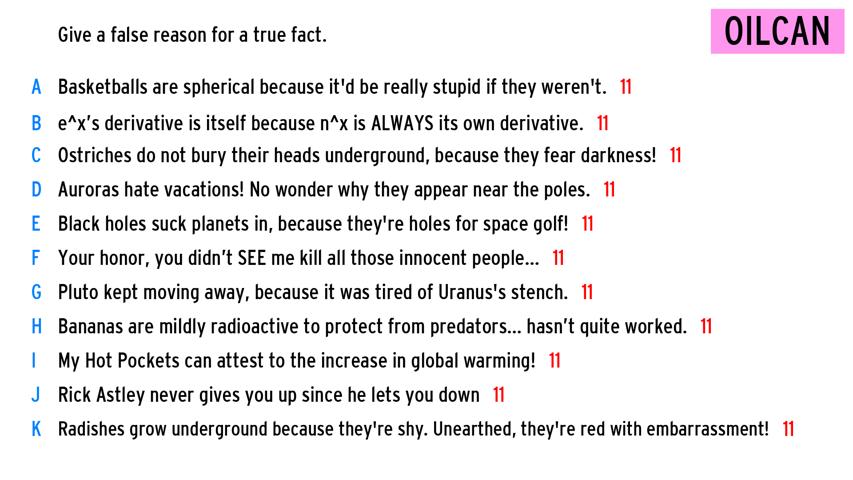 Give a false reason for a true fact.
OILCAN
A Basketballs are spherical because it'd be really stupid if they weren't. 11
B e^x's derivative is itself because n^x is ALWAYS its own derivative. 11
C Ostriches do not bury their heads underground, because they fear darkness! 11
D Auroras hate vacations! No wonder why they appear near the poles. 11
E Black holes suck planets in, because they're holes for space golf! 11
F Your honor, you didn't SEE me kill all those innocent people... 11
G Pluto kept moving away, because it was tired of Uranus's stench. 11
H Bananas are mildly radioactive to protect from predators... hasn't quite worked. 11
I My Hot Pockets can attest to the increase in global warming! 11
J Rick Astley never gives you up since he lets you down 11
K Radishes grow underground because they're shy. Unearthed, they're red with embarrassment! 11